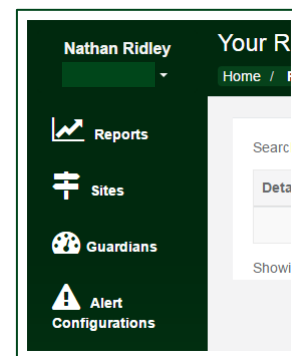 Nathan Ridley
Your R
Home /
Reports
Searc
Sites
Deta
Guardians
Showi
Alert
Configurations